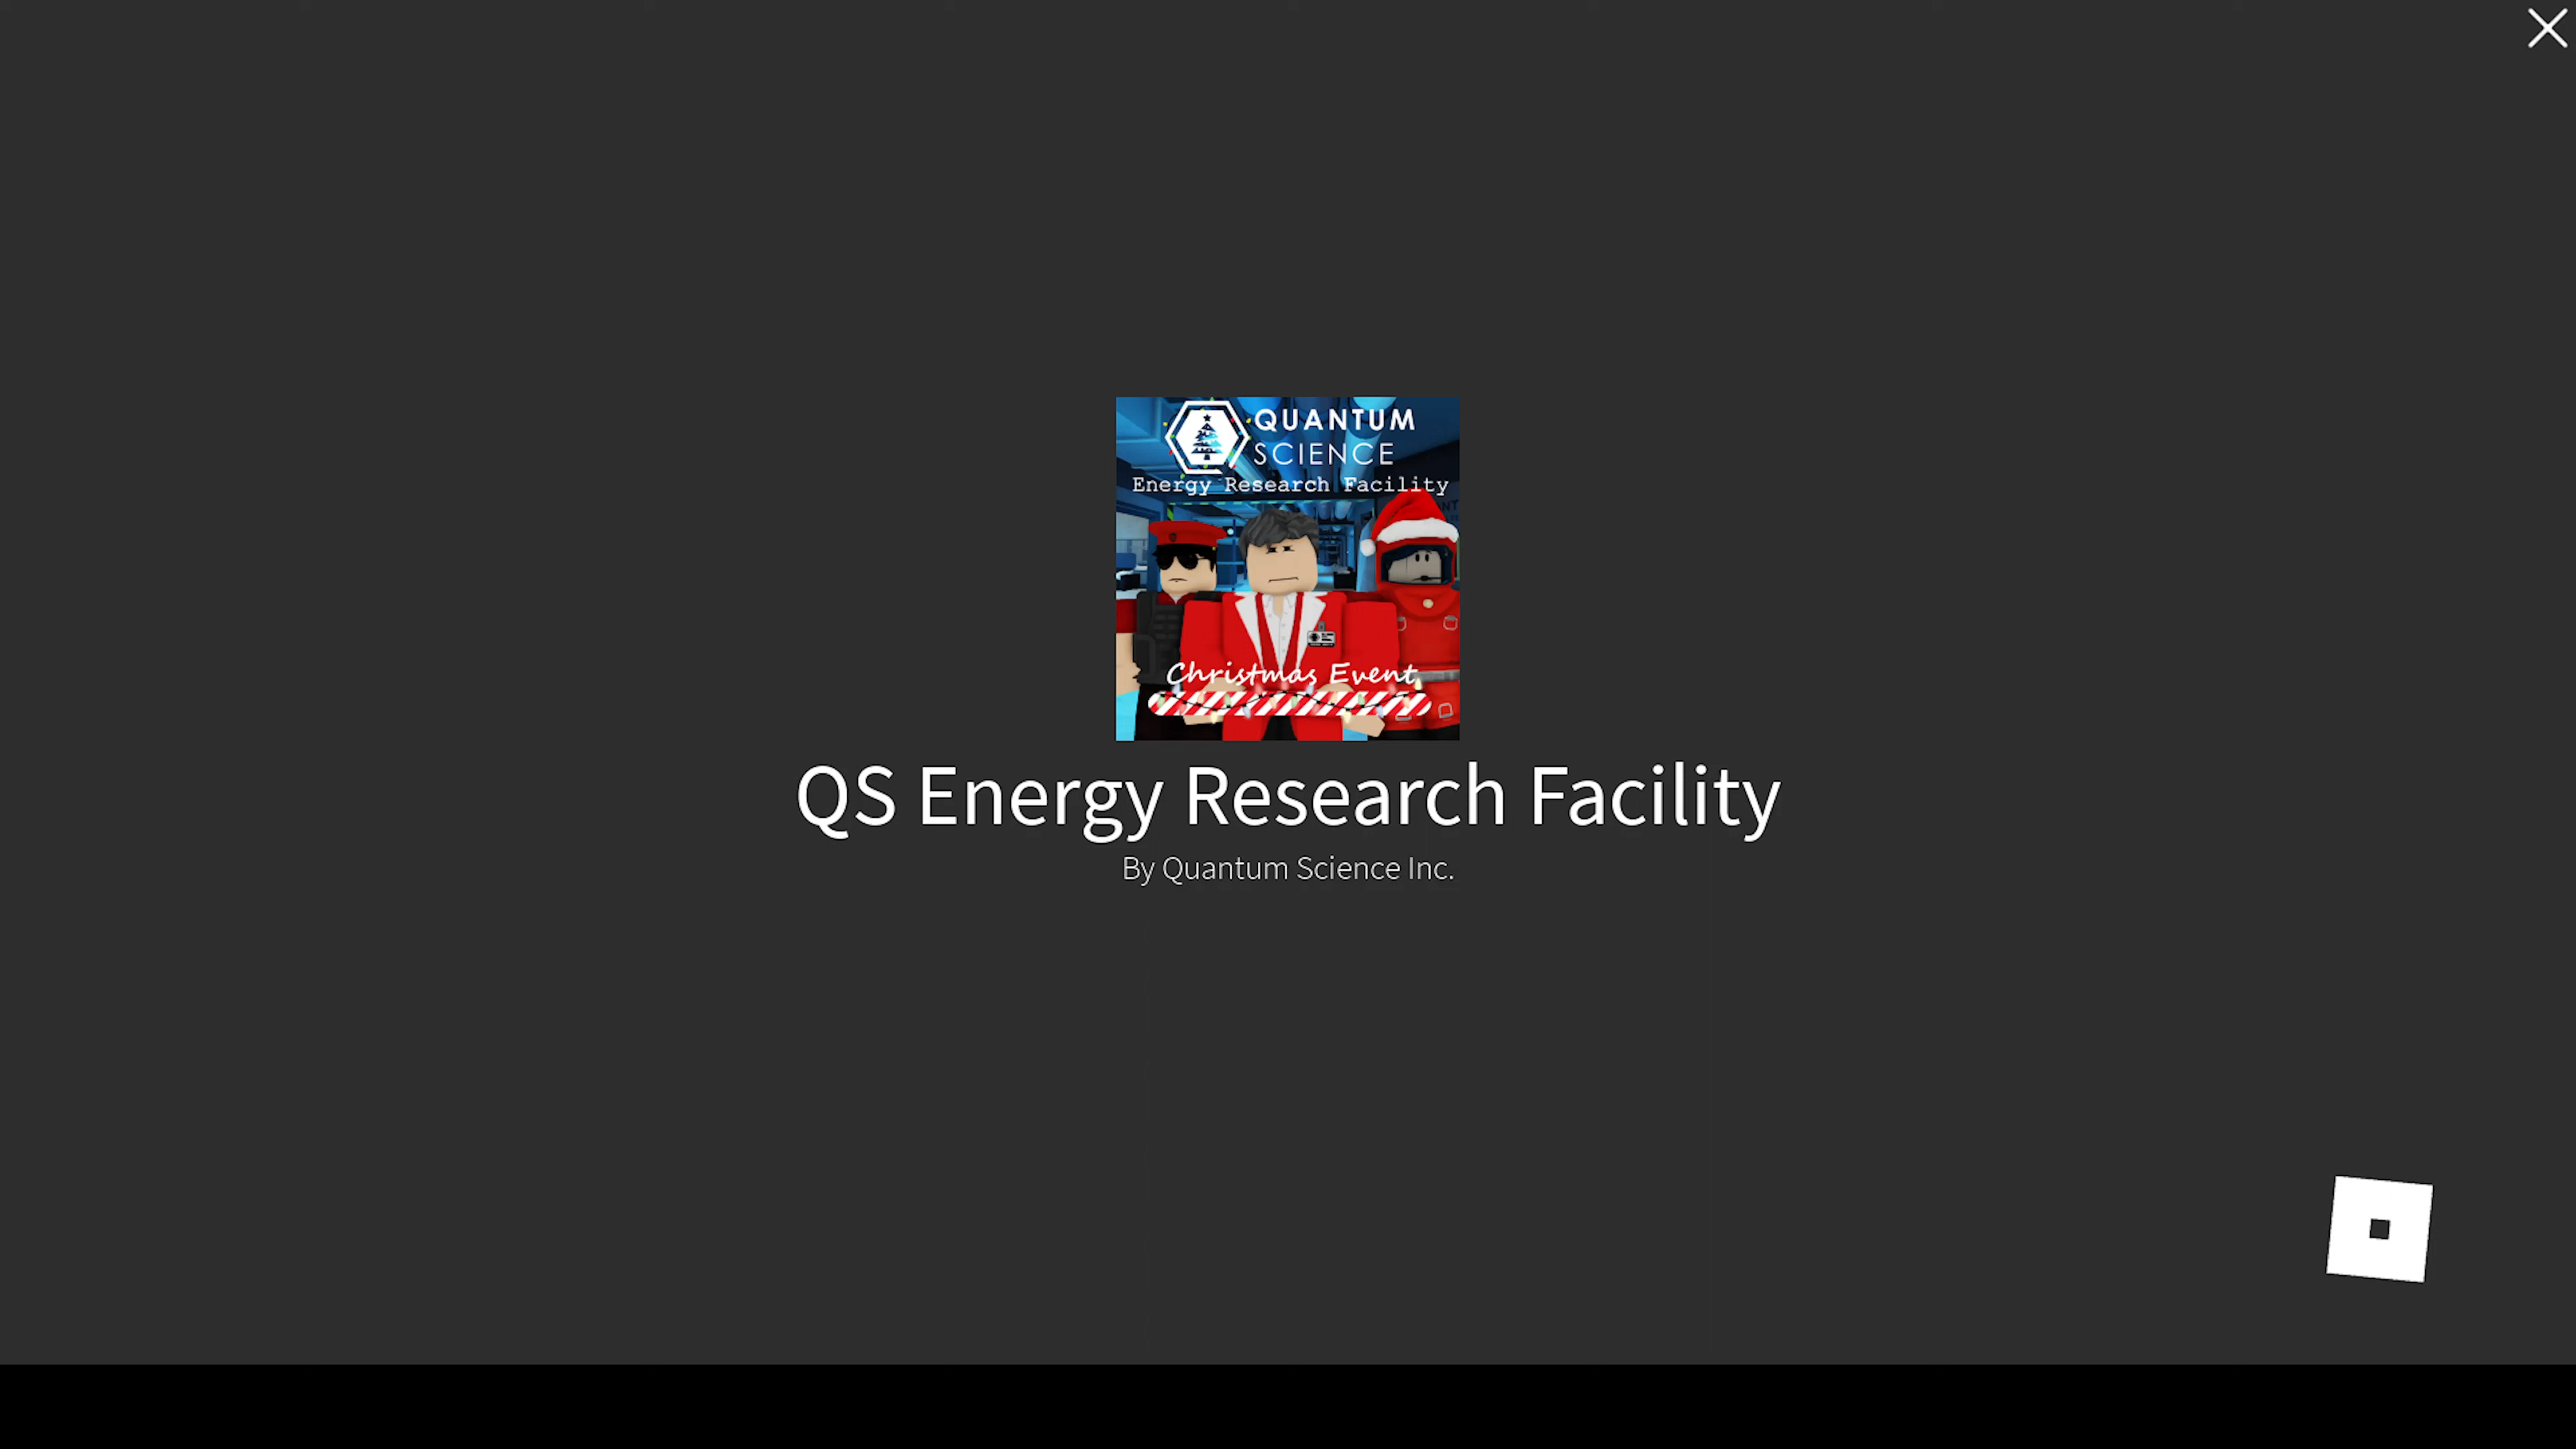 QUANTUM
SCIENCE
Energy Research Facility
Christmas Event
QS Energy Research Facility
By Quantum Science Inc.